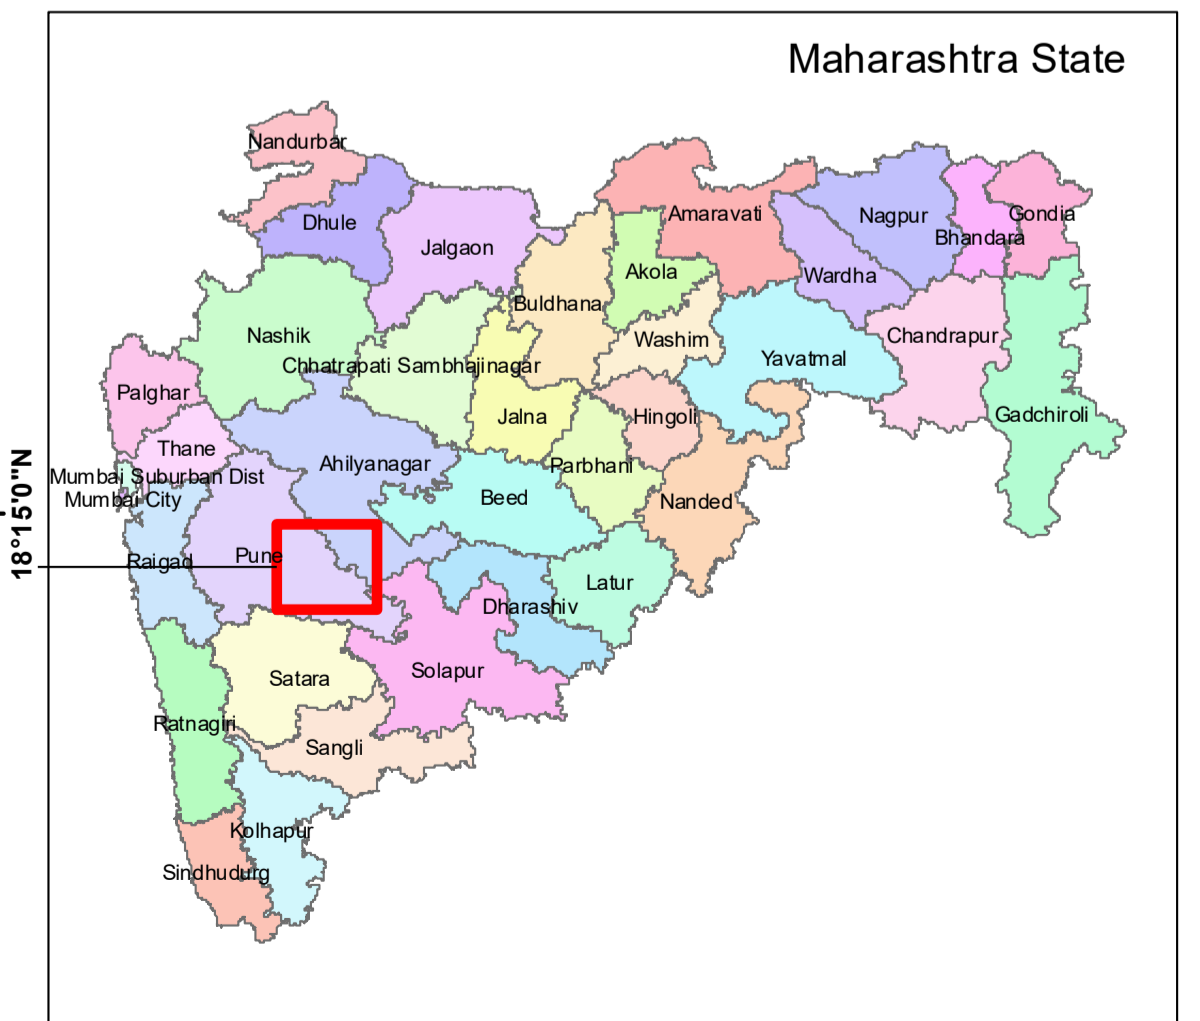 Maharashtra State
Nandurbar
Dhule
Jalgaon
Amaravati
Nagpur
Gondia
Bhandara
Akola
Wardha
Buldhana
Nashik
Washim
Chandrapur
Chhatrapati Sambhajinagar
Yavatmal
Palghar
Jalna
Hingoli
Gadchiroli
Thane
Ahilyanagar
Parbhani
Mumbai Suburban Dist
Mumbai City
Beed
Nanded
18°15'0"N
Raigad
Pune
Latur
Dharashiv
Satara
Solapur
Ratnagiri
Sangli
Kolhapur
Sindhudurg